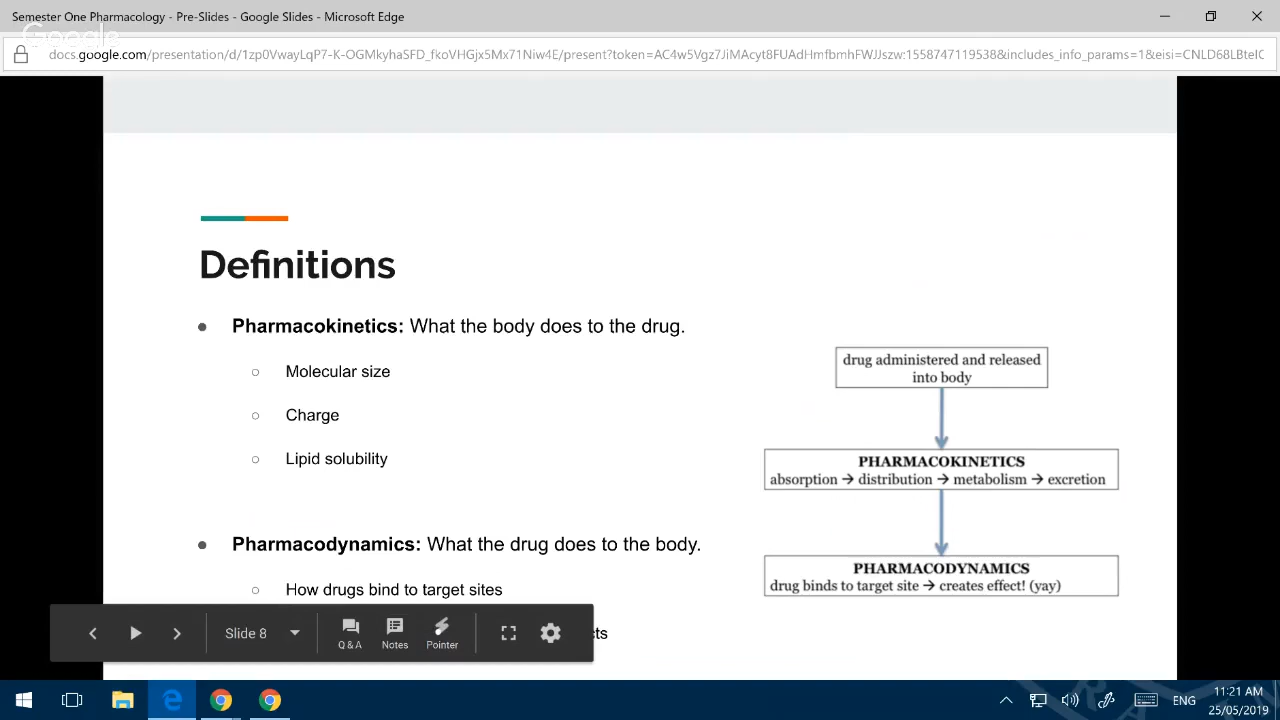 Semester One Pharmacology - Pre-Slides - Google Slides - Microsoft Edge
Google
docs.google.com/presentation/d/1zp0VwayLqP7-K-OGMkyhaSFD_fkoVHGjx5Mx71Niw4E/present?token=AC4w5Vgz7JiMAcyt8FUAdHmfbmhFWJJszw:1558747119538&includes_info_params=1&eisi=CNLD68LBteIC
Definitions
Pharmacokinetics: What the body does to the drug.
Molecular size
Charge
Lipid solubility
Pharmacodynamics: What the drug does to the body.
How drugs bind to target sites
drug administered and released
into body
PHARMACOKINETICS
absorption → distribution → metabolism → excretion
PHARMACODYNAMICS
drug binds to target site → creates effect! (yay)
Slide 8
Q & A
Notes
Pointer
ENG
11:21 AM
25/05/2019